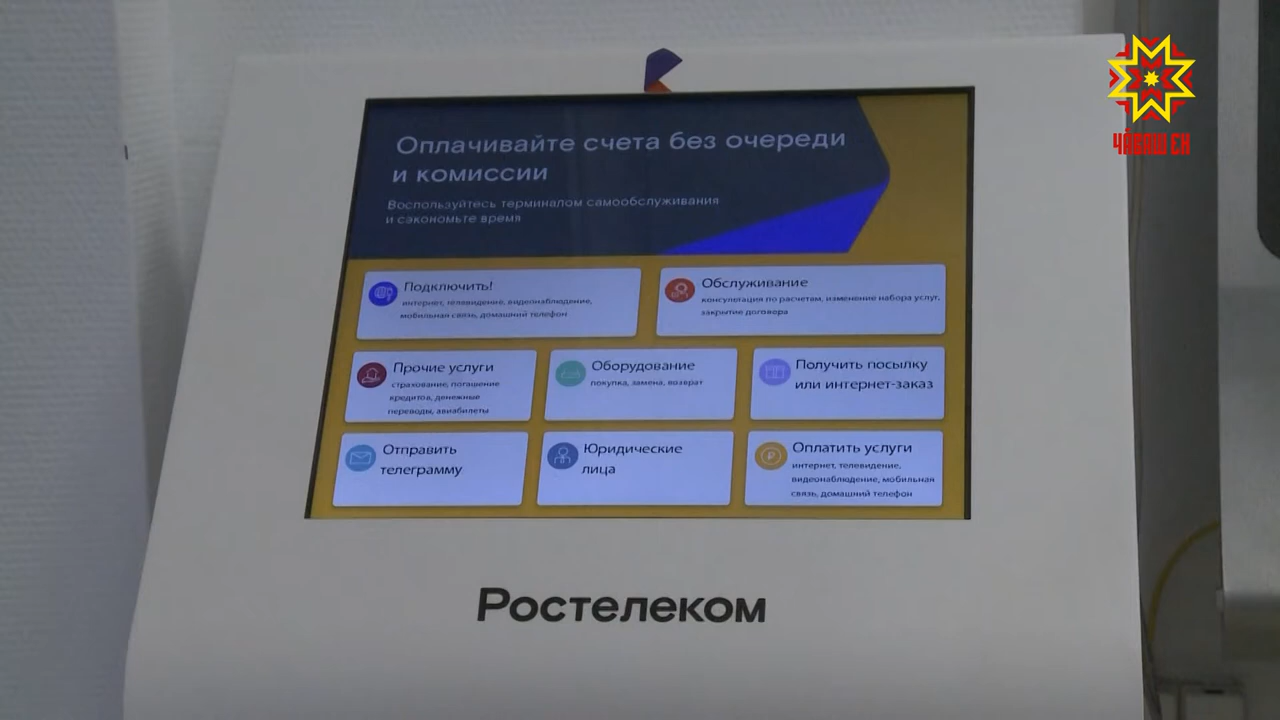 ЧӐВАШ ЕН
Оплачивайте счета без очереди
и комиссии
Воспользуйтесь терминалом самообслуживания
и сэкономьте время
Подключить!
интернет, телевидение, видеонаблюдение,
мобильная связь, домашний телефон
Обслуживание
консультация по расчетам, изменение набора услуг,
закрытие договора
Прочие услуги
страхование, погашение
кредитов, денежные
переводы, авиабилеты
Оборудование
покупка, замена, возврат
Получить посылку
или интернет-заказ
Отправить
телеграмму
Юридические
лица
Оплатить услуги
интернет, телевидение,
видеонаблюдение, мобильная
связь, домашний телефон
Ростелеком